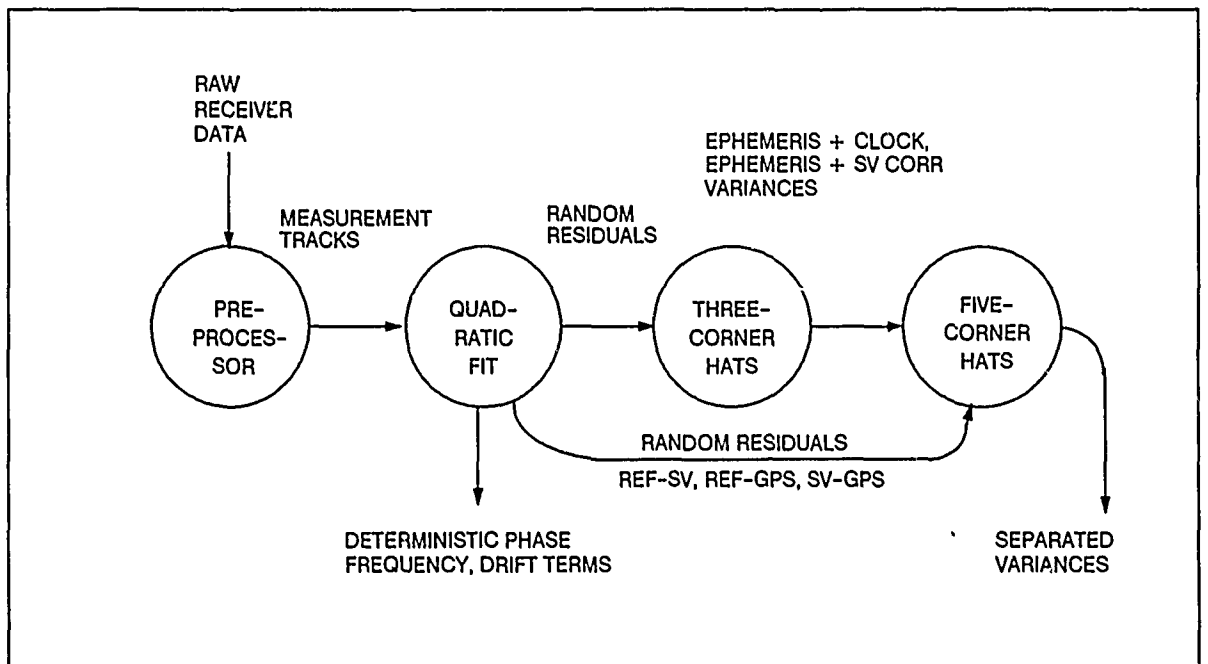 RAW
RECEIVER
DATA
EPHEMERIS + CLOCK,
EPHEMERIS + SV CORR
VARIANCES
MEASUREMENT
TRACKS
RANDOM
RESIDUALS
PRE-
PROCES-
SOR
QUAD-
RATIC
FIT
THREE-
CORNER
HATS
FIVE-
CORNER
HATS
RANDOM RESIDUALS
REF-SV, REF-GPS, SV-GPS
DETERMINISTIC PHASE
FREQUENCY, DRIFT TERMS
SEPARATED
VARIANCES